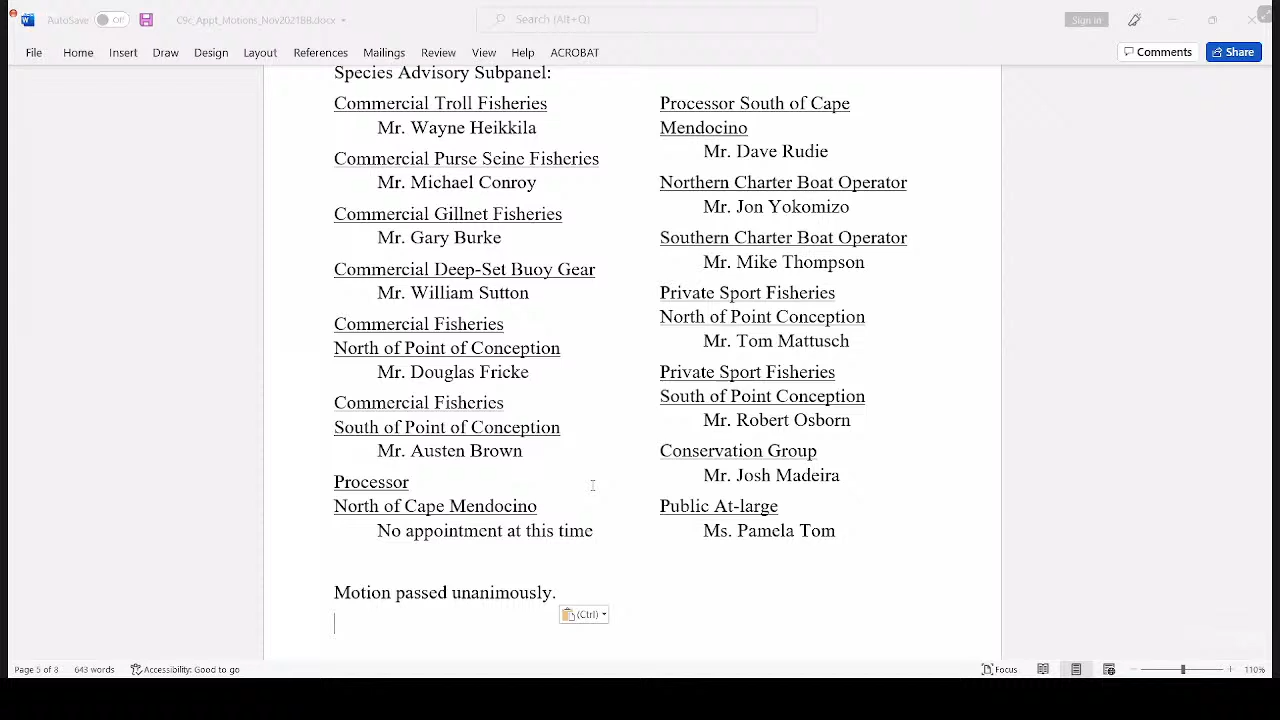 AutoSave
Off
C9c_Appt_Motions_Nov2021BB.docx
Search (Alt+Q)
Sign in
File
Home
Insert
Draw
Design
Layout
References
Mailings
Review
View
Help
ACROBAT
Comments
Share
Species Advisory Subpanel:
Commercial Troll Fisheries
Mr. Wayne Heikkila
Commercial Purse Seine Fisheries
Mr. Michael Conroy
Commercial Gillnet Fisheries
Mr. Gary Burke
Commercial Deep-Set Buoy Gear
Mr. William Sutton
Commercial Fisheries
North of Point of Conception
Mr. Douglas Fricke
Commercial Fisheries
South of Point of Conception
Mr. Austen Brown
Processor
North of Cape Mendocino
No appointment at this time
Processor South of Cape
Mendocino
Mr. Dave Rudie
Northern Charter Boat Operator
Mr. Jon Yokomizo
Southern Charter Boat Operator
Mr. Mike Thompson
Private Sport Fisheries
North of Point Conception
Mr. Tom Mattusch
Private Sport Fisheries
South of Point Conception
Mr. Robert Osborn
Conservation Group
Mr. Josh Madeira
Public At-large
Ms. Pamela Tom
Motion passed unanimously.
(Ctrl)
Page 5 of 8
643 words
Accessibility: Good to go
Focus
110%